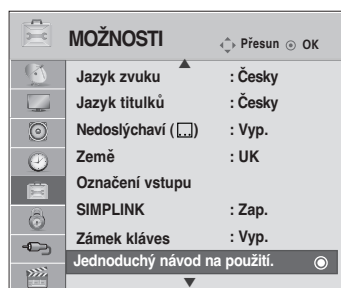 MOŽNOSTI Přesun OK
Jazyk zvuku : Česky
Jazyk titulků : Česky
Nedoslýchaví ( ) : Vyp.
Země : UK
Označení vstupu
SIMPLINK : Zap.
Zámek kláves : Vyp.
Jednoduchý návod na použití.